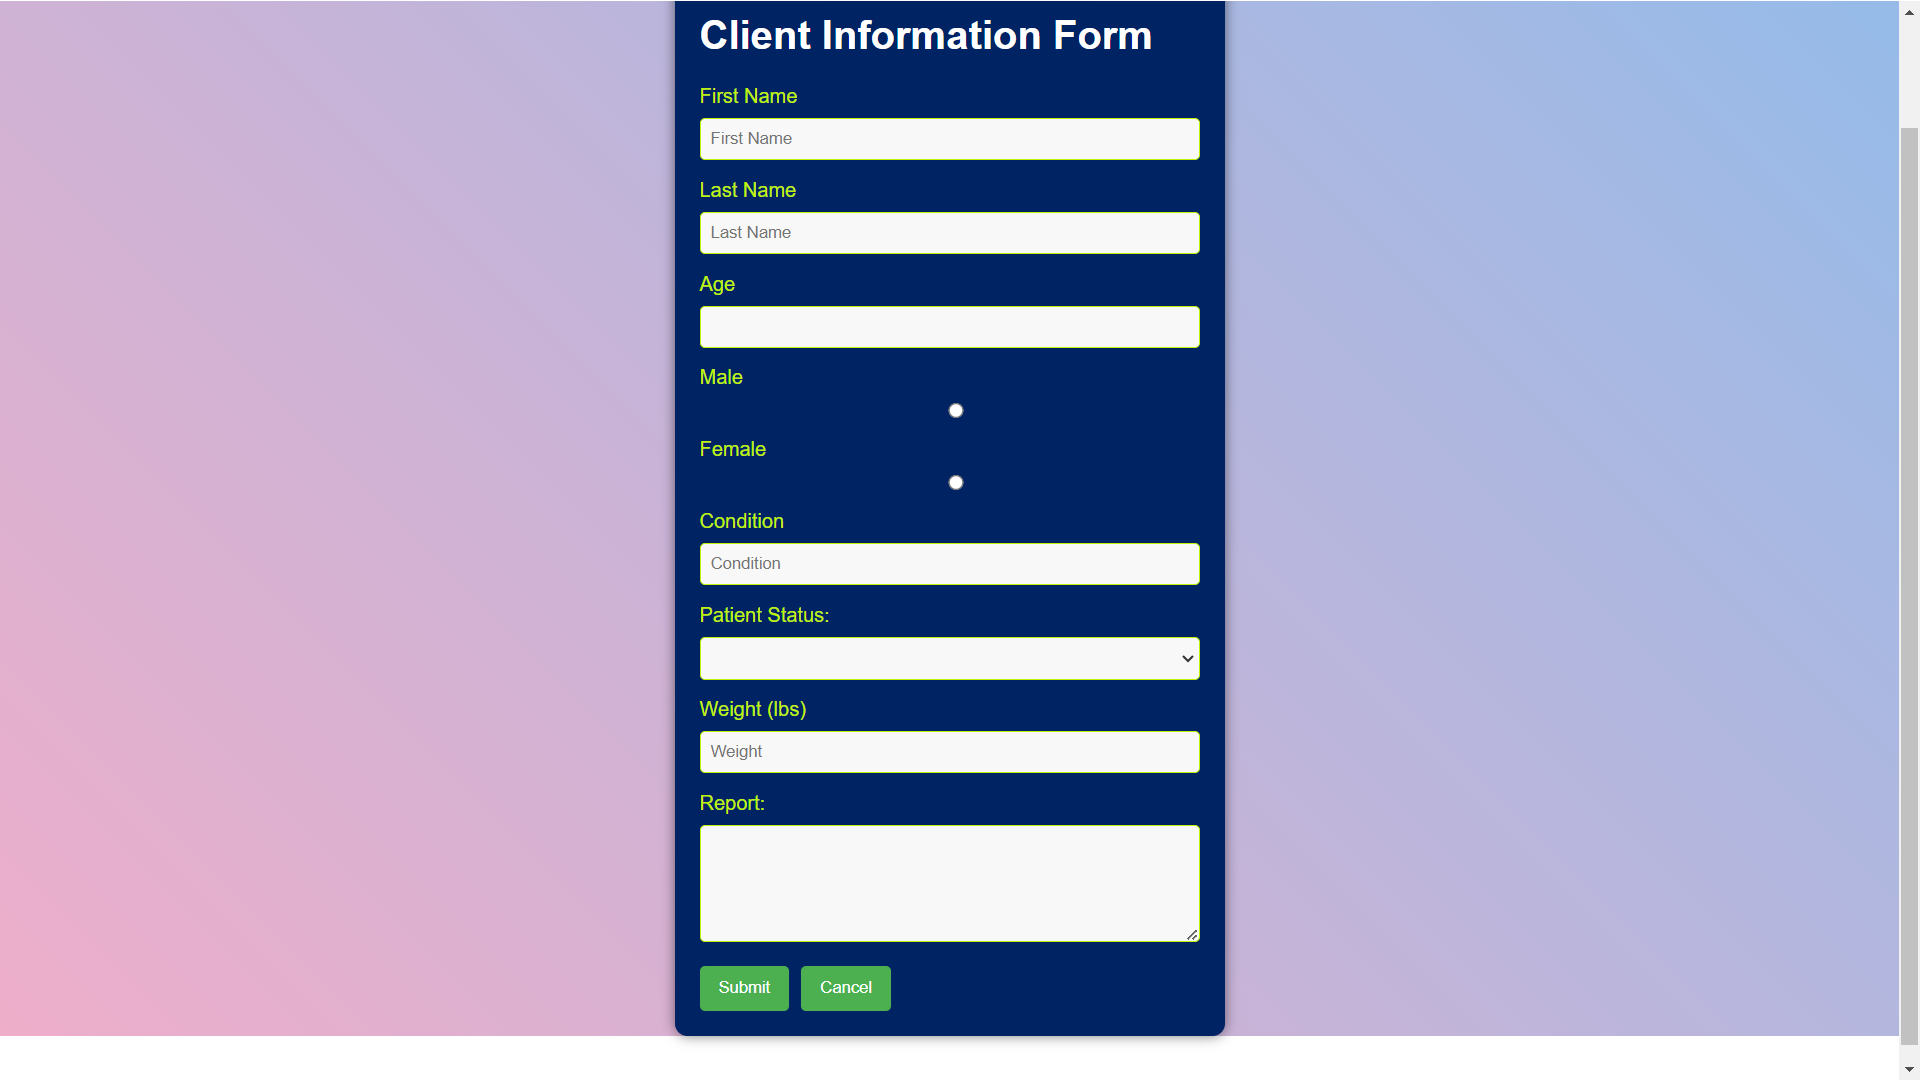 Client Information Form
First Name
First Name
Last Name
Last Name
Age
Male
Female
Condition
Condition
Patient Status:
Weight (lbs)
Weight
Report:
Submit Cancel